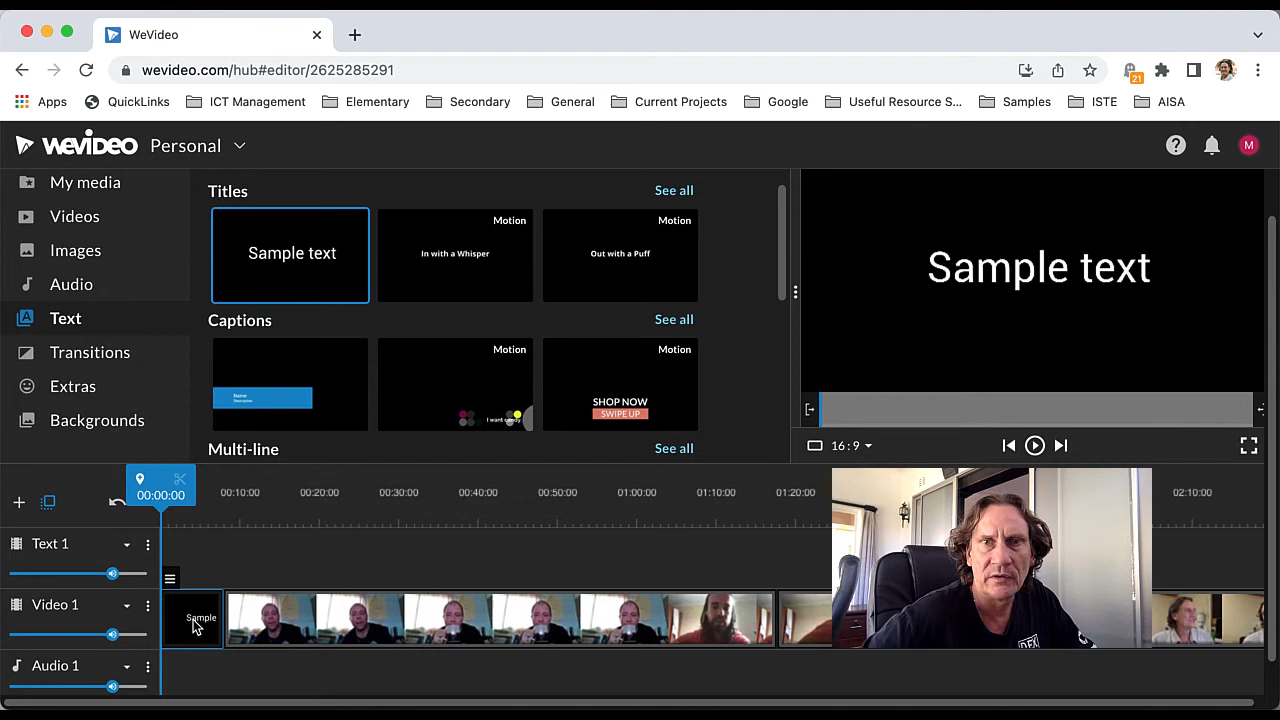 WeVideo
wevideo.com/hub#editor/2625285291
21
Apps
QuickLinks
ICT Management
Elementary
Secondary
General
Current Projects
Google
Useful Resource S...
Samples
ISTE
AISA
WEVIDEO
Personal
M
My media
Videos
Images
Audio
Text
Transitions
Extras
Backgrounds
Titles
See all
Sample text
Motion
In with a Whisper
Motion
Out with a Puff
Captions
See all
Name
Description
Motion
I want candy
Motion
SHOP NOW
SWIPE UP
Multi-line
See all
Sample text
16:9
00:00:00
00:10:00
00:20:00
00:30:00
00:40:00
00:50:00
01:00:00
01:10:00
01:20:00
02:10:00
Text 1
Video 1
Sample
Audio 1